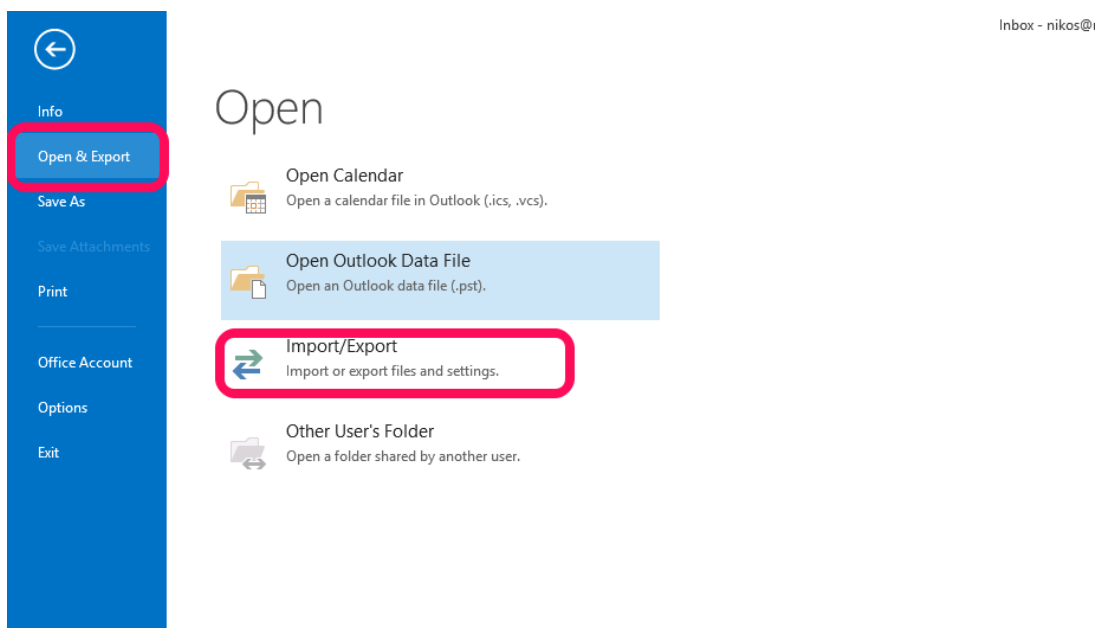 Inbox - nikos@
Info
Open & Export
Save As
Save Attachments
Print
Office Account
Options
Exit
Open
Open Calendar
Open a calendar file in Outlook (.ics, .vcs).
Open Outlook Data File
Open an Outlook data file (.pst).
Import/Export
Import or export files and settings.
Other User's Folder
Open a folder shared by another user.